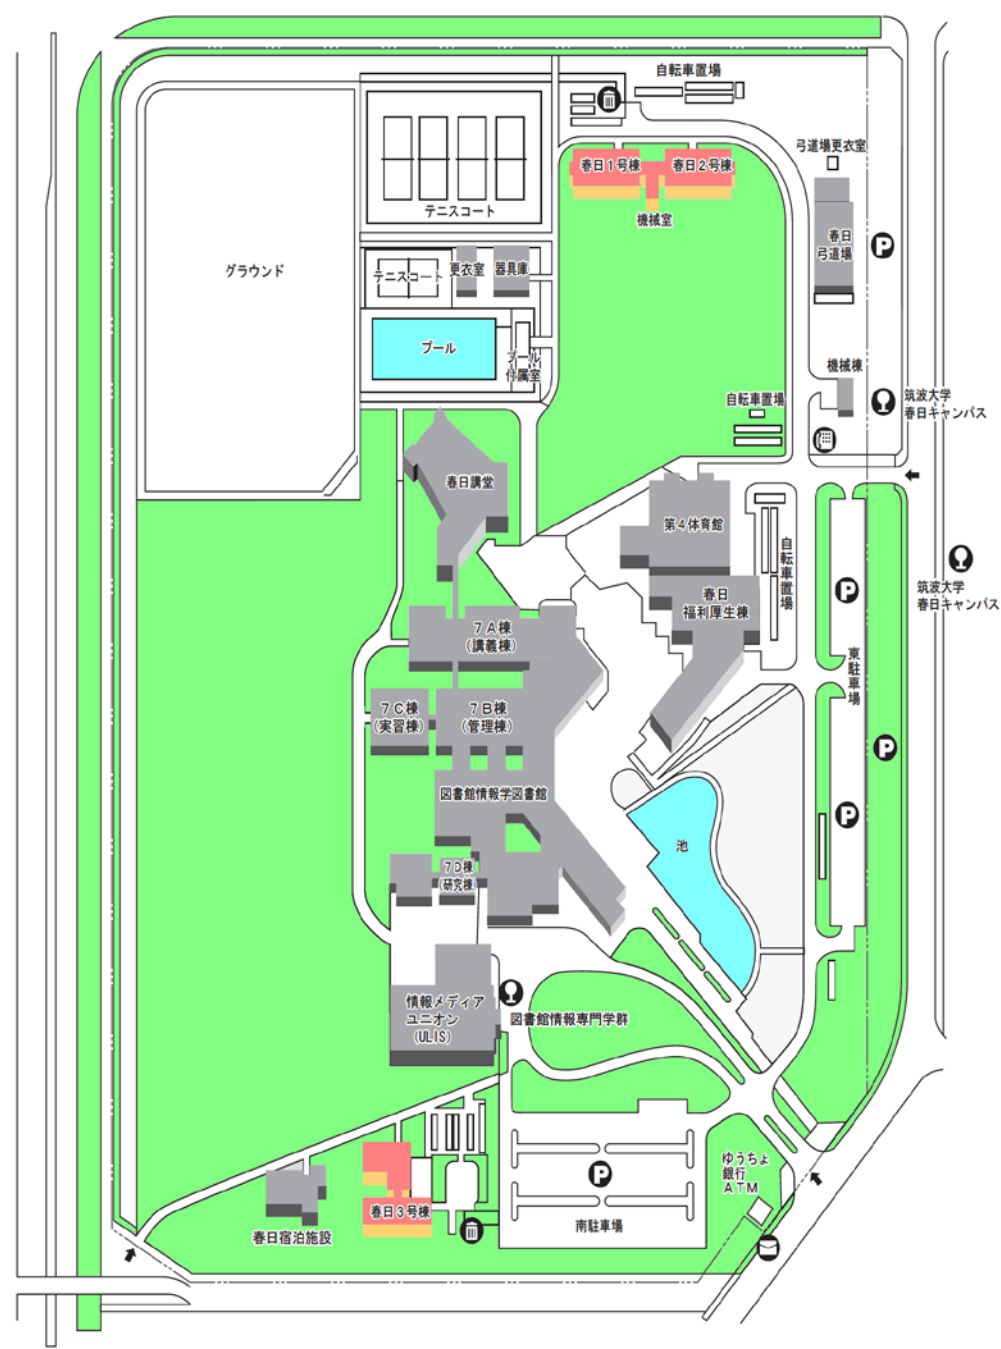 自転車置場
弓道場更衣室
春日1号棟
春日2号棟
機械室
テニスコート
春日
弓道場
P
グラウンド
テニスコート
更衣室
器具庫
プール
プール
付属室
機械棟
自転車置場
筑波大学
春日キャンパス
春日講堂
第4体育館
自転車置場
春日
福利厚生棟
P
筑波大学
春日キャンパス
7A棟
(講義棟)
東駐車場
7C棟
(実習棟)
7B棟
(管理棟)
P
図書館情報学図書館
P
池
7D棟
(研究棟
情報メディア
ユニオン
(ULIS)
図書館情報専門学群
P
ゆうちょ
銀行
ATM
春日3号棟
南駐車場
春日宿泊施設